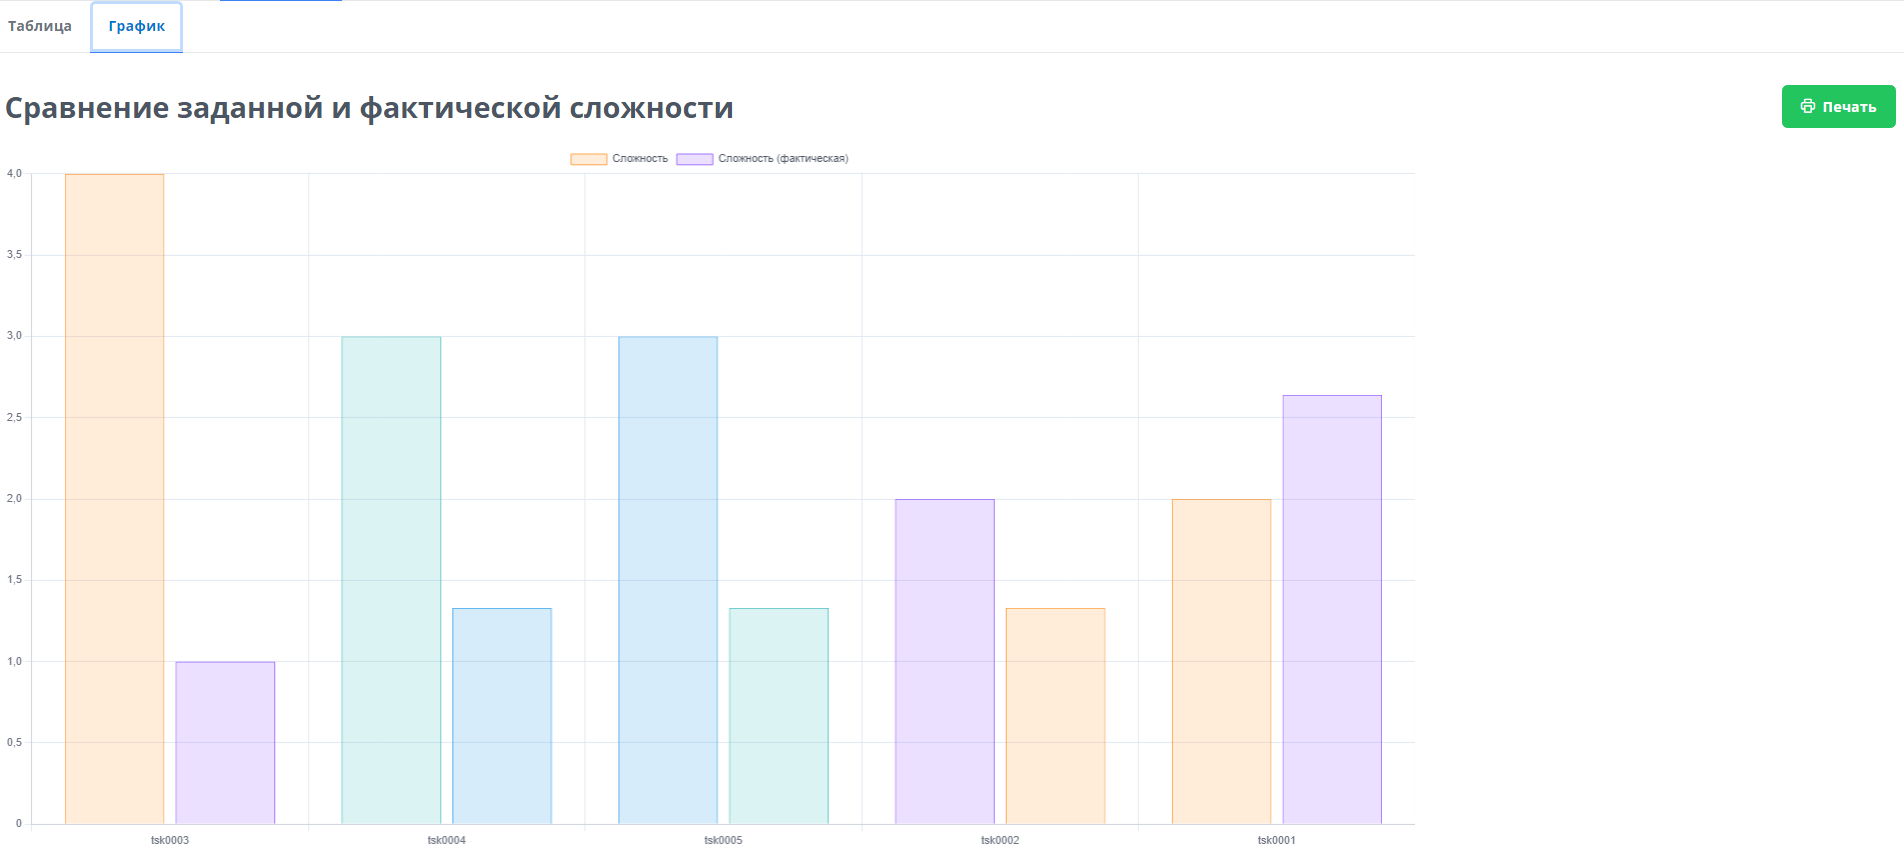 Таблица График
Сравнение заданной и фактической сложности
Печать
Сложность Сложность (фактическая)
4,0
3,5
3,0
2,5
2,0
1,5
1,0
0,5
0
tsk0003 tsk0004 tsk0005 tsk0002 tsk0001